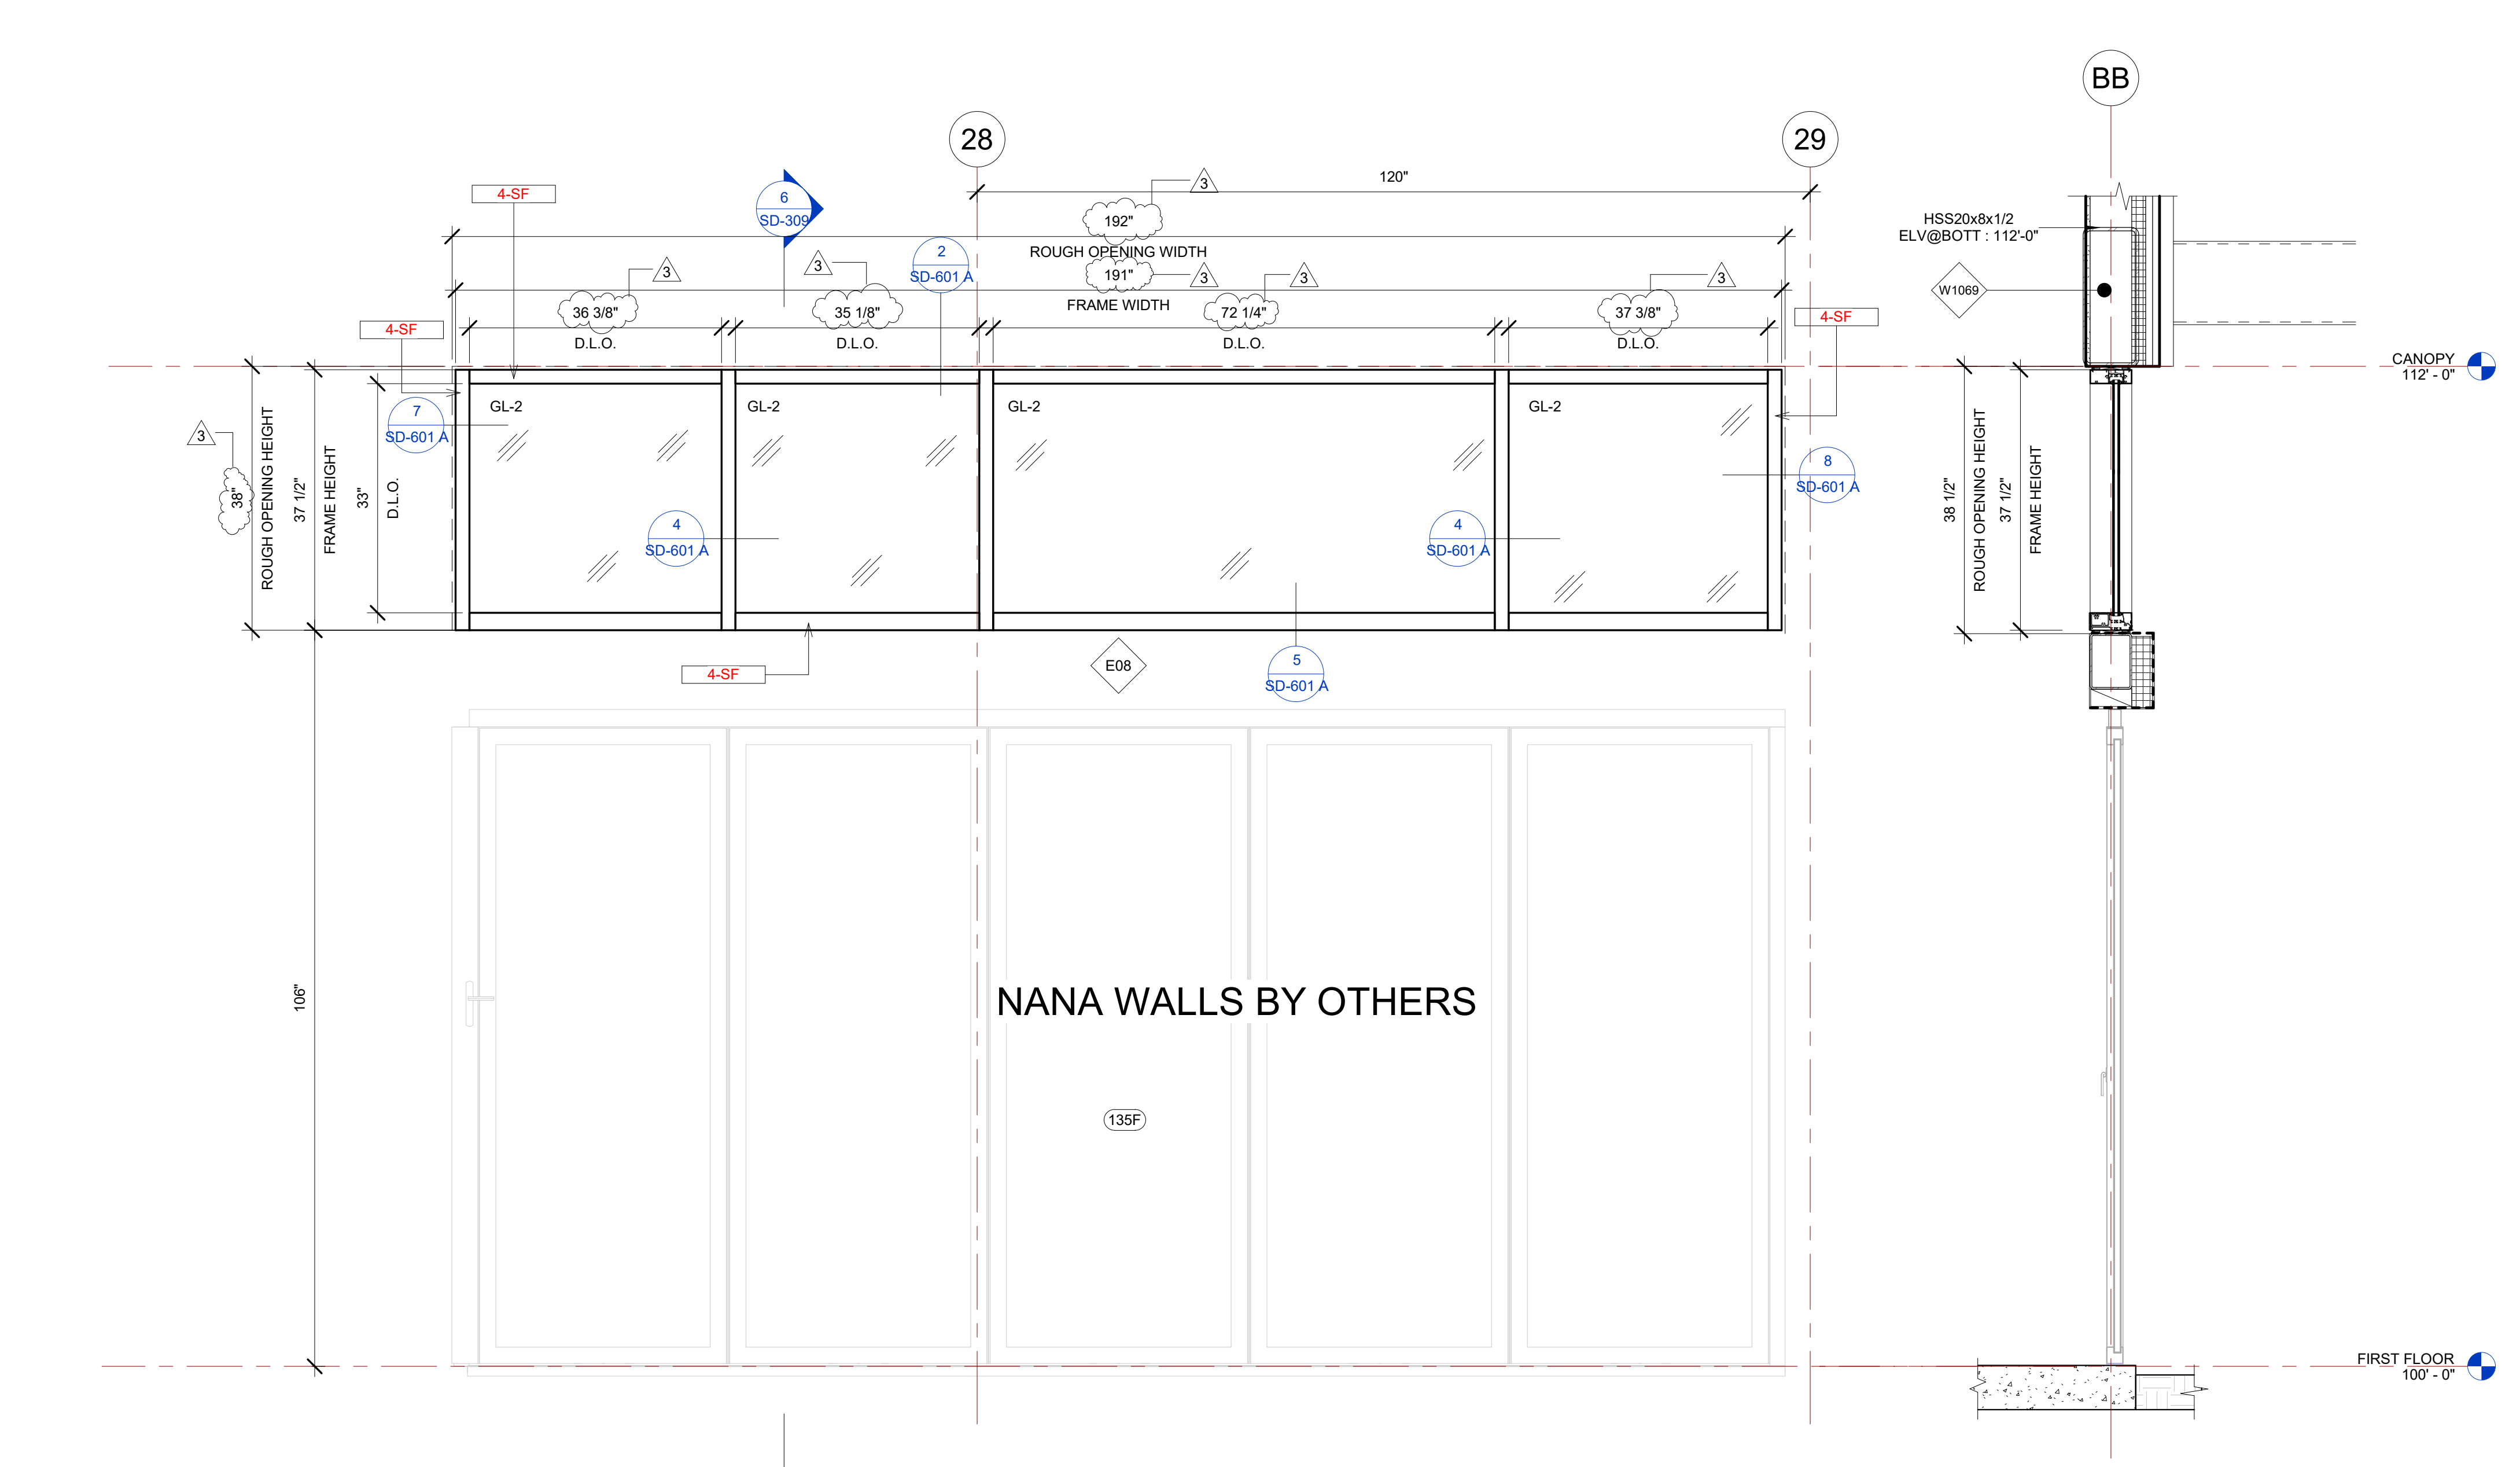 BB
28
29
120"
3
4-SF
6
SD-309
192"
ROUGH OPENING WIDTH
HSS20x8x1/2
ELV@BOTT : 112'-0"
2
SD-601 A
3
3
191"
3
3
3
W1069
FRAME WIDTH
36 3/8"
35 1/8"
72 1/4"
37 3/8"
4-SF
4-SF
D.L.O.
D.L.O.
D.L.O.
D.L.O.
CANOPY
112' - 0"
GL-2
GL-2
GL-2
GL-2
7
SD-601 A
3
38"
ROUGH OPENING HEIGHT
37 1/2"
FRAME HEIGHT
33"
D.L.O.
8
SD-601 A
38 1/2"
ROUGH OPENING HEIGHT
37 1/2"
FRAME HEIGHT
4
SD-601 A
4
SD-601 A
4-SF
E08
5
SD-601 A
106"
NANA WALLS BY OTHERS
135F
FIRST FLOOR
100' - 0"